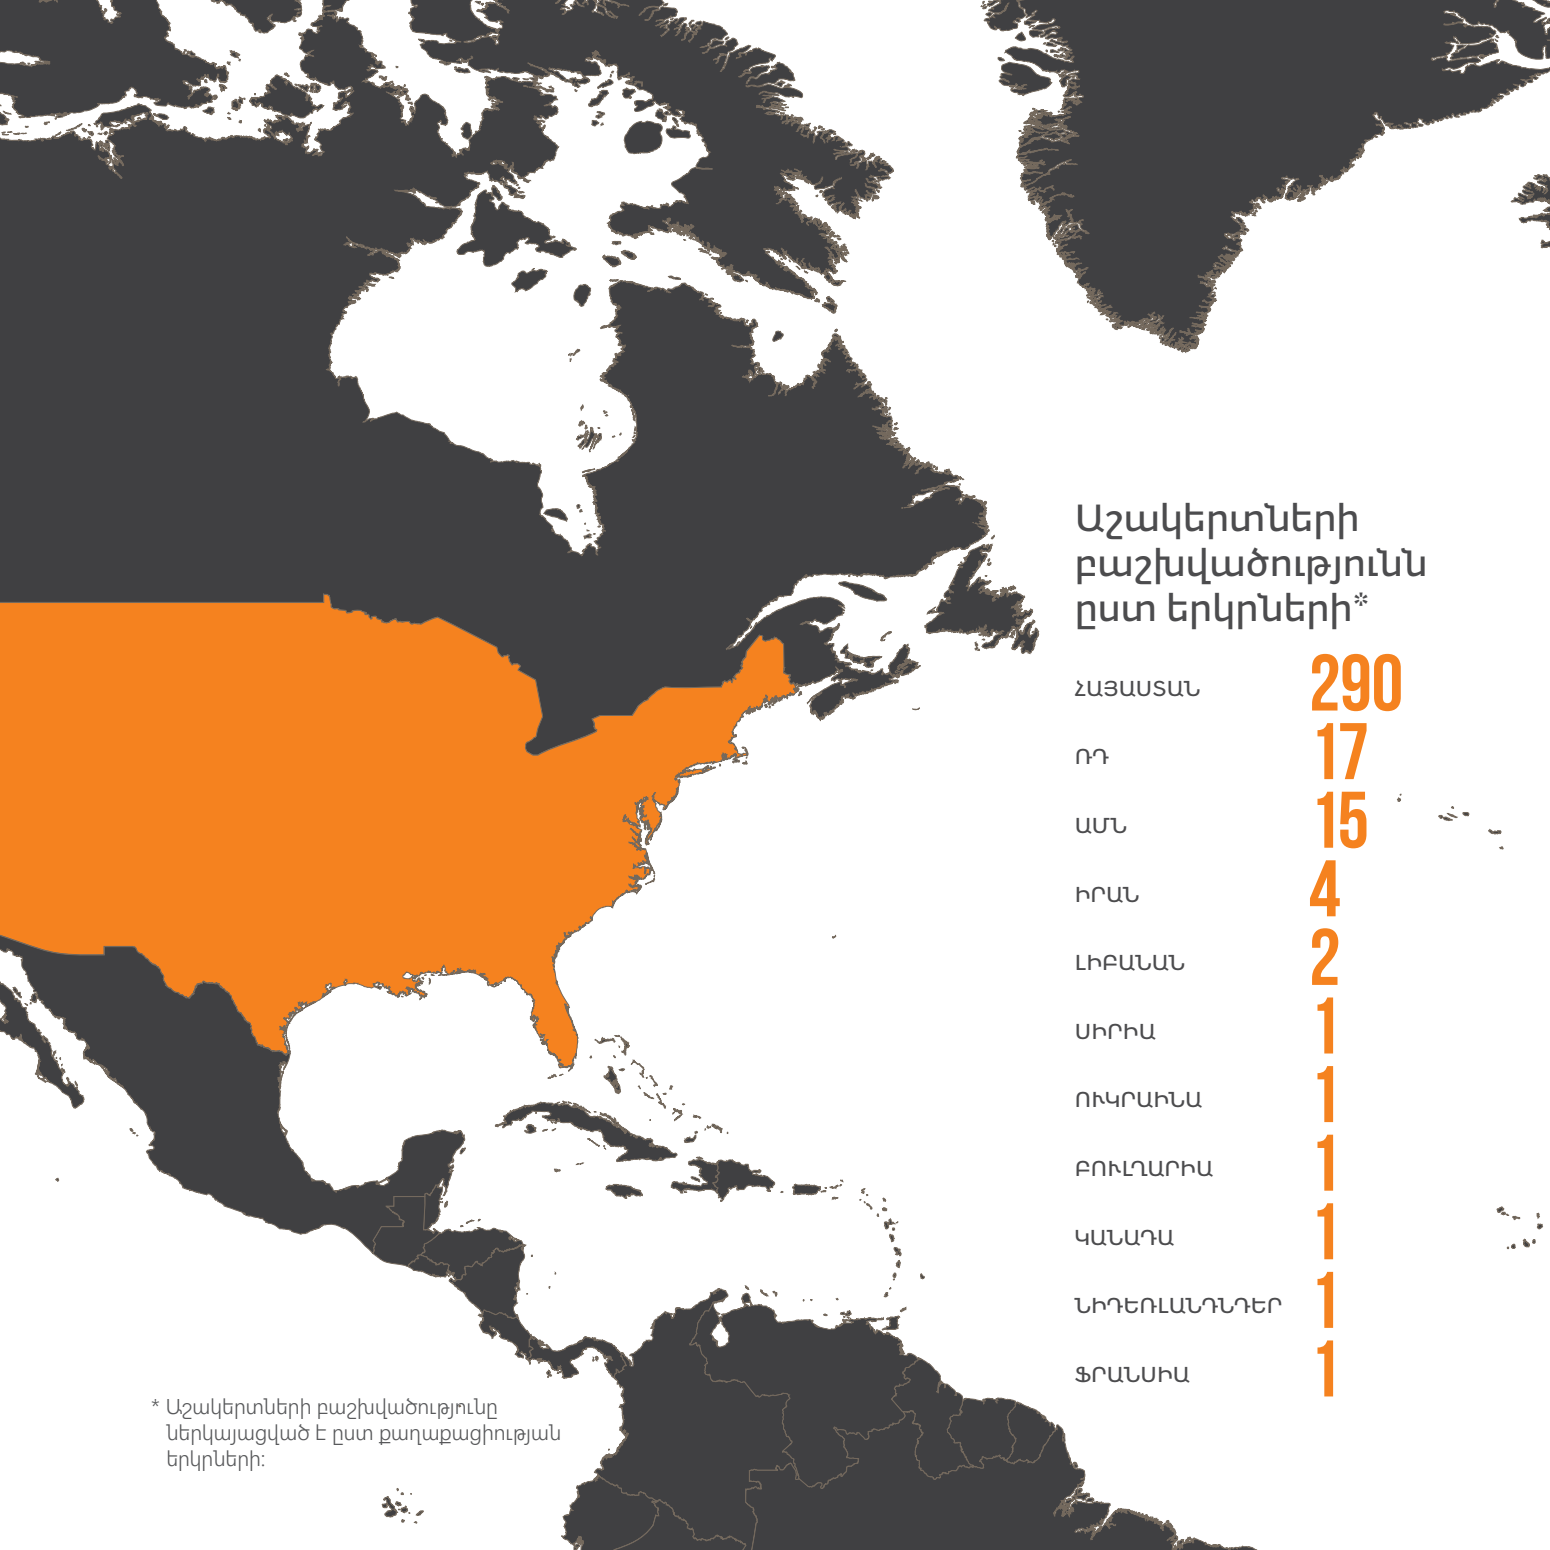 Աշակերտների
բաշխվածությունն
ըստ երկրների*
ՀԱՅԱՍՏԱՆ 290
ՌԴ 17
ԱՄՆ 15
ԻՐԱՆ 4
ԼԻԲԱՆԱՆ 2
ՍԻՐԻԱ 1
ՈՒԿՐԱԻՆԱ 1
ԲՈՒԼՂԱՐԻԱ 1
ԿԱՆԱԴԱ 1
ՆԻԴԵՌԼԱՆԴՆԴԵՐ 1
ՖՐԱՆՍԻԱ 1
* Աշակերտների բաշխվածությունը
ներկայացված է ըստ քաղաքացիության
երկրների: